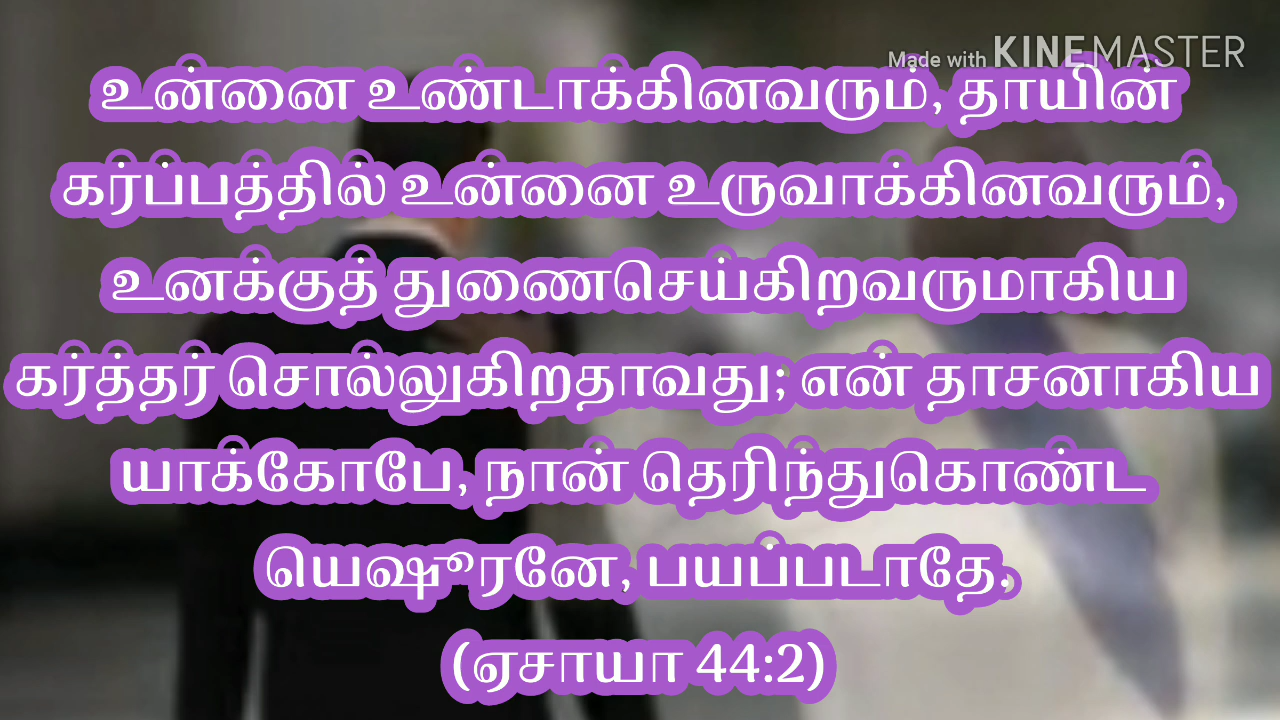 Made with KINEMASTER
உன்னை உண்டாக்கினவரும், தாயின்
கர்ப்பத்தில் உன்னை உருவாக்கினவரும்,
உனக்குத் துணைசெய்கிறவருமாகிய
கர்த்தர் சொல்லுகிறதாவது; என் தாசனாகிய
யாக்கோபே, நான் தெரிந்துகொண்ட
யெஷூரனே, பயப்படாதே.
(ஏசாயா 44:2)